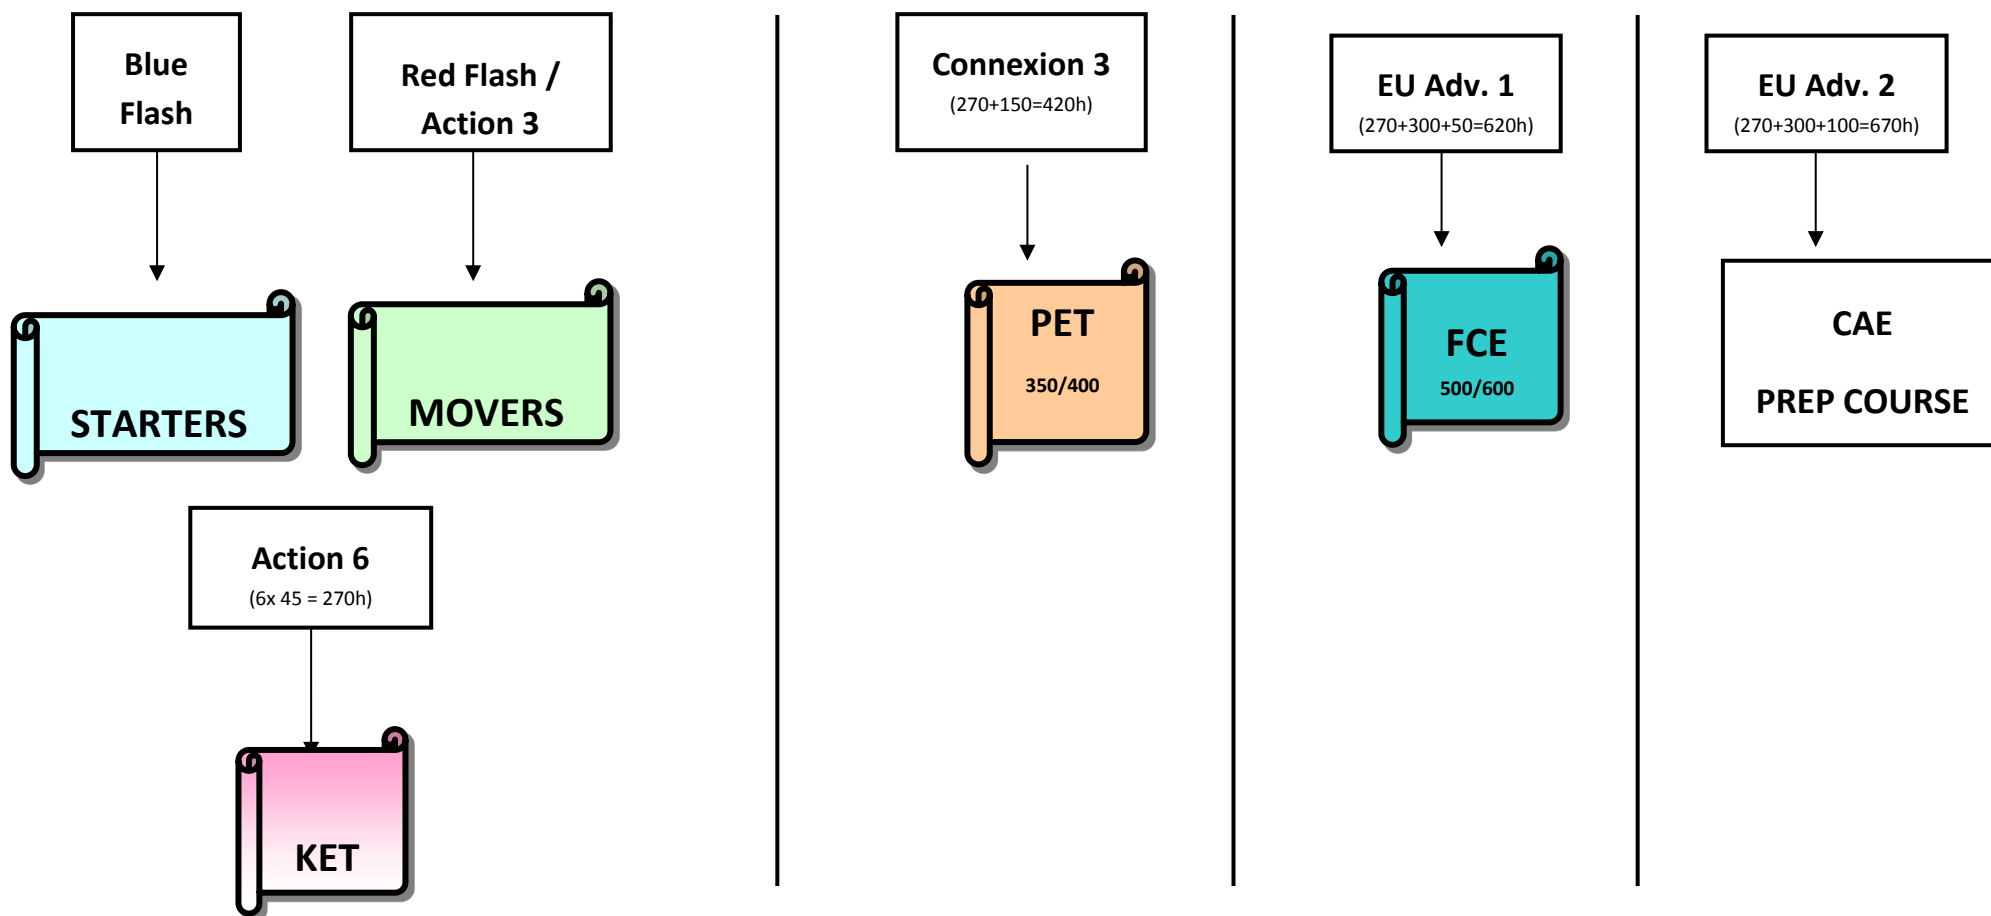 Blue
Flash
Red Flash /
Action 3
STARTERS
MOVERS
Action 6
(6x 45 = 270h)
KET
Connexion 3
(270+150=420h)
PET
350/400
EU Adv. 1
(270+300+50=620h)
FCE
500/600
EU Adv. 2
(270+300+100=670h)
CAE
PREP COURSE